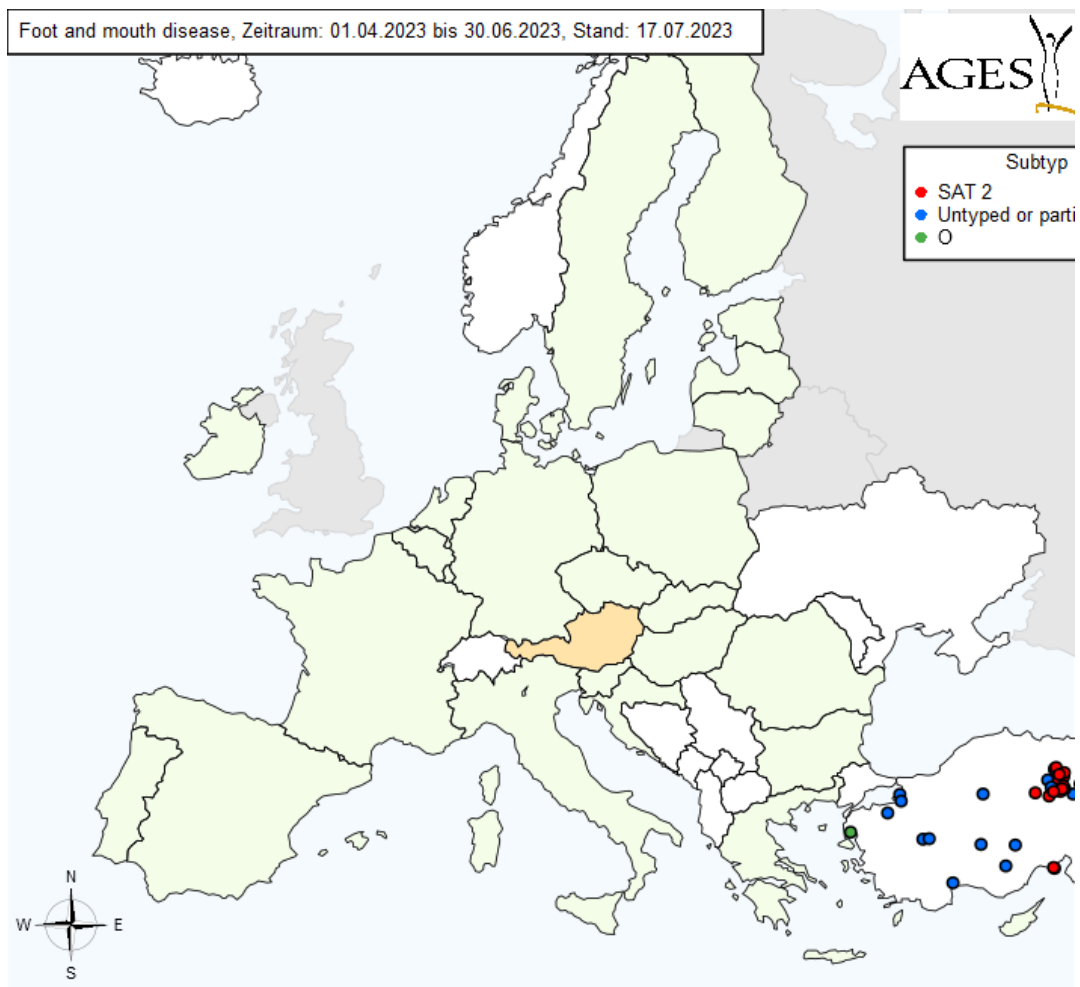 Foot and mouth disease, Zeitraum: 01.04.2023 bis 30.06.2023, Stand: 17.07.2023
AGES
Subtyp
SAT 2
Untyped or parti
O
N
W E
S